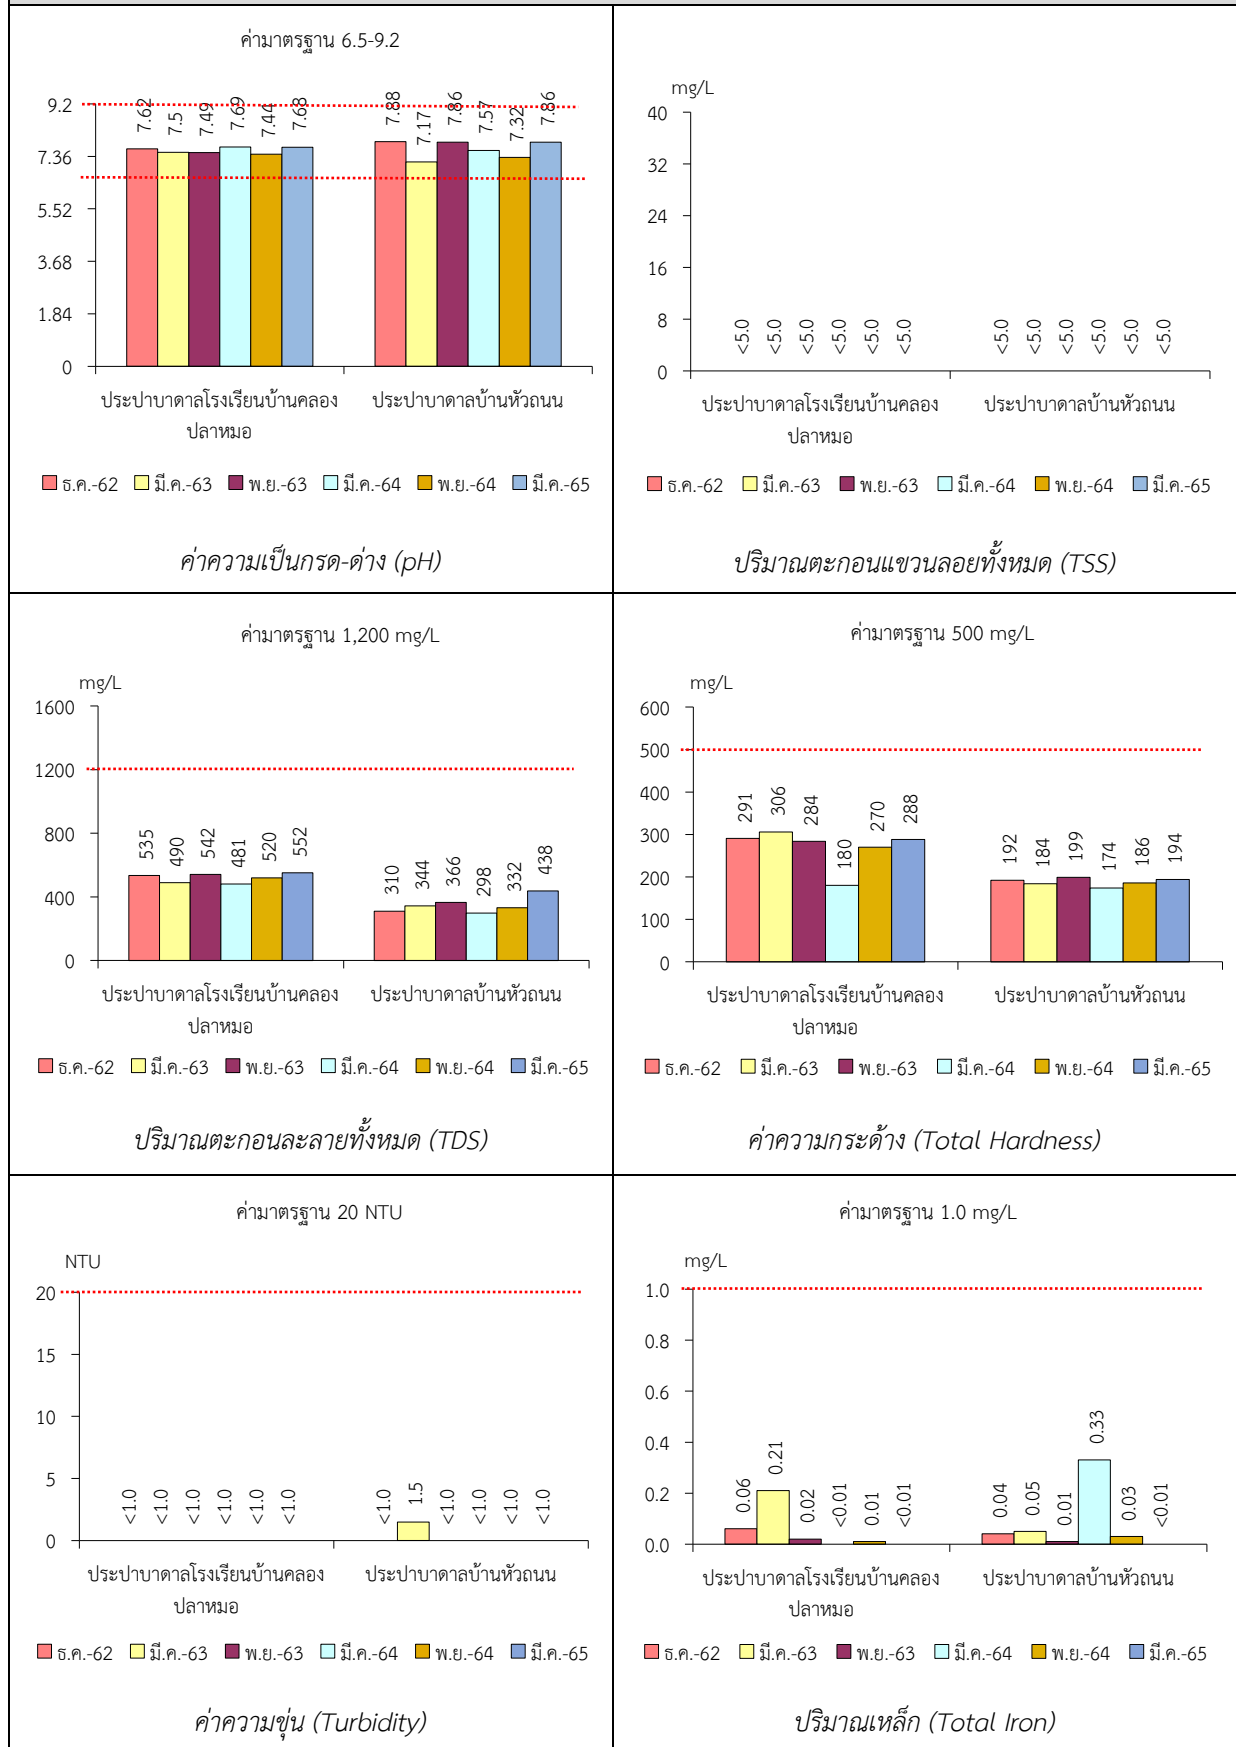 ค่ามาตรฐาน 6.5-9.2
9.2
7.36
5.52
3.68
1.84
0
7.62
7.5
7.49
7.69
7.44
7.68
7.88
7.17
7.86
7.57
7.32
7.86
ประปาบาดาลโรงเรียนบ้านคลอง
ปลาหมอ
ประปาบาดาลบ้านหัวถนน
ธ.ค.-62 มี.ค.-63 พ.ย.-63 มี.ค.-64 พ.ย.-64 มี.ค.-65
ค่าความเป็นกรด-ด่าง (pH)
mg/L
40
32
24
16
8
0
<5.0
<5.0
<5.0
<5.0
<5.0
<5.0
<5.0
<5.0
<5.0
<5.0
<5.0
<5.0
ประปาบาดาลโรงเรียนบ้านคลอง
ปลาหมอ
ประปาบาดาลบ้านหัวถนน
ธ.ค.-62 มี.ค.-63 พ.ย.-63 มี.ค.-64 พ.ย.-64 มี.ค.-65
ปริมาณตะกอนแขวนลอยทั้งหมด (TSS)
ค่ามาตรฐาน 1,200 mg/L
mg/L
1600
1200
800
400
0
535
490
542
481
520
552
310
344
366
298
332
438
ประปาบาดาลโรงเรียนบ้านคลอง
ปลาหมอ
ประปาบาดาลบ้านหัวถนน
ธ.ค.-62 มี.ค.-63 พ.ย.-63 มี.ค.-64 พ.ย.-64 มี.ค.-65
ปริมาณตะกอนละลายทั้งหมด (TDS)
ค่ามาตรฐาน 500 mg/L
mg/L
600
500
400
300
200
100
0
291
306
284
180
270
288
192
184
199
174
186
194
ประปาบาดาลโรงเรียนบ้านคลอง
ปลาหมอ
ประปาบาดาลบ้านหัวถนน
ธ.ค.-62 มี.ค.-63 พ.ย.-63 มี.ค.-64 พ.ย.-64 มี.ค.-65
ค่าความกระด้าง (Total Hardness)
ค่ามาตรฐาน 20 NTU
NTU
20
15
10
5
0
<1.0
<1.0
<1.0
<1.0
<1.0
<1.0
<1.0
1.5
<1.0
<1.0
<1.0
<1.0
ประปาบาดาลโรงเรียนบ้านคลอง
ปลาหมอ
ประปาบาดาลบ้านหัวถนน
ธ.ค.-62 มี.ค.-63 พ.ย.-63 มี.ค.-64 พ.ย.-64 มี.ค.-65
ค่าความขุ่น (Turbidity)
ค่ามาตรฐาน 1.0 mg/L
mg/L
1.0
0.8
0.6
0.4
0.2
0.0
0.06
0.21
0.02
<0.01
0.01
<0.01
0.04
0.05
0.01
0.33
0.03
<0.01
ประปาบาดาลโรงเรียนบ้านคลอง
ปลาหมอ
ประปาบาดาลบ้านหัวถนน
ธ.ค.-62 มี.ค.-63 พ.ย.-63 มี.ค.-64 พ.ย.-64 มี.ค.-65
ปริมาณเหล็ก (Total Iron)